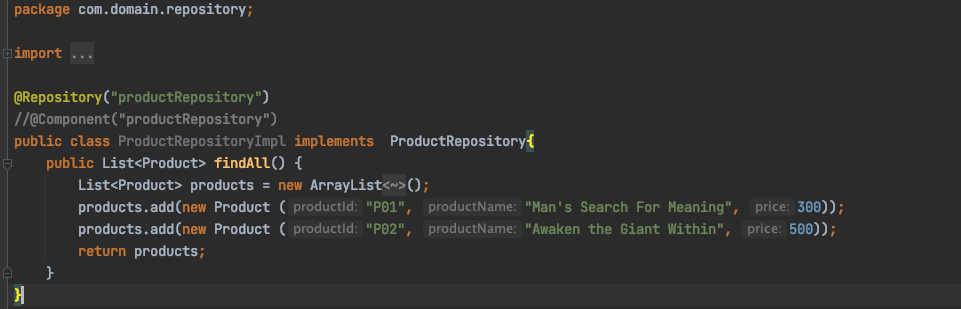 package com.domain.repository;
import ...
@Repository("productRepository")
//@Component("productRepository")
public class ProductRepositoryImpl implements  ProductRepository{
public List<Product> findAll() {
List<Product> products = new ArrayList<~>();
products.add(new Product ( productId: "P01", productName: "Man's Search For Meaning", price: 300));
products.add(new Product ( productId: "P02", productName: "Awaken the Giant Within", price: 500));
return products;
}
}